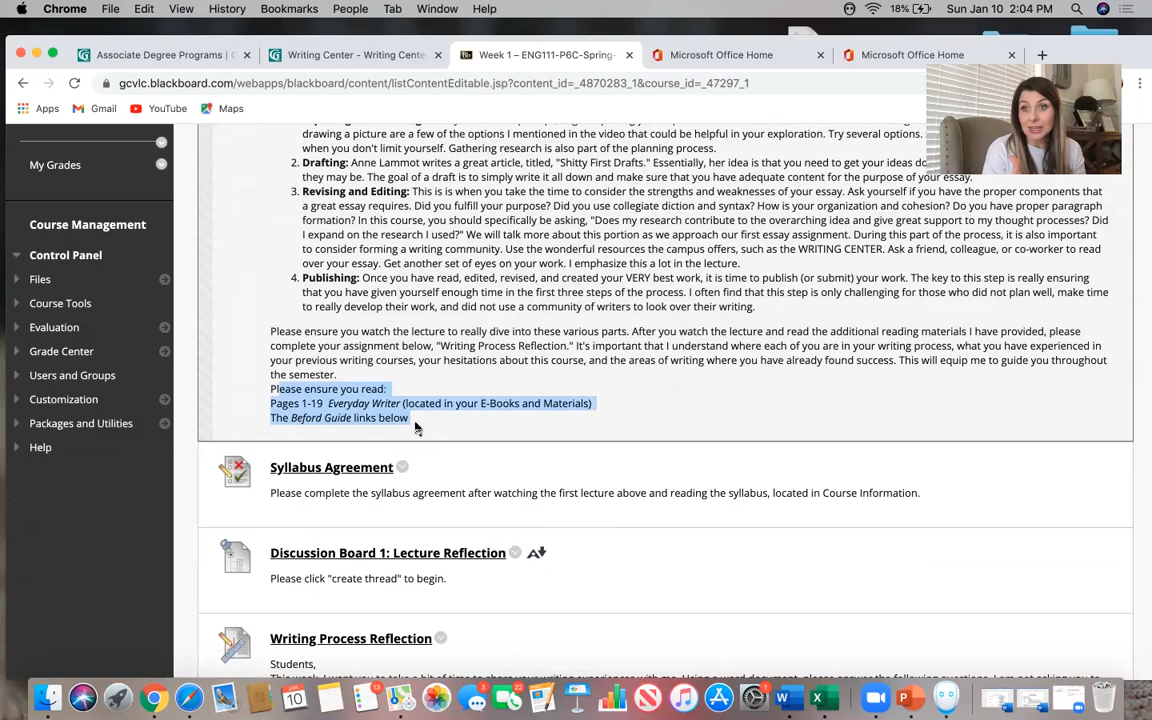 Chrome File Edit View History Bookmarks People Tab Window Help 18% Sun Jan 10 2:04 PM
Associate Degree Programs | G
Writing Center - Writing Cente
Week 1 – ENG111-P6C-Spring-
Microsoft Office Home
Microsoft Office Home
gcvlc.blackboard.com/webapps/blackboard/content/listContentEditable.jsp?content_id=_4870283_1&course_id=_47297_1
Apps Gmail YouTube Maps
My Grades
Course Management
Control Panel
Files
Course Tools
Evaluation
Grade Center
Users and Groups
Customization
Packages and Utilities
Help
drawing a picture are a few of the options I mentioned in the video that could be helpful in your exploration. Try several options.
when you don't limit yourself. Gathering research is also part of the planning process.
2. Drafting: Anne Lammot writes a great article, titled, "Shitty First Drafts." Essentially, her idea is that you need to get your ideas do
they may be. The goal of a draft is to simply write it all down and make sure that you have adequate content for the purpose of your essay.
3. Revising and Editing: This is is when you take the time to consider the strengths and weaknesses of your essay. Ask yourself if you have the proper components that
a great essay requires. Did you fulfill your purpose? Did you use collegiate diction and syntax? How is your organization and cohesion? Do you have proper paragraph
formation? In this course, you should specifically be asking, "Does my research contribute to the overarching idea and give great support to my thought processes? Did
I expand on the research I used?" We will talk more about this portion as we approach our first essay assignment. During this part of the process, it is also important
to consider forming a writing community. Use the wonderful resources the campus offers, such as the WRITING CENTER. Ask a friend, colleague, or co-worker to read
over your essay. Get another set of eyes on your work. I emphasize this a lot in the lecture.
4. Publishing: Once you have read, edited, revised, and created your VERY best work, it is time to publish (or submit) your work. The key to this step is really ensuring
that you have given yourself enough time in the first three steps of the process. I often find that this step is only challenging for those who did not plan well, make time
to really develop their work, and did not use a community of writers to look over their writing.
Please ensure you watch the lecture to really dive into these various parts. After you watch the lecture and read the additional reading materials I have provided, please
complete your assignment below, "Writing Process Reflection." It's important that I understand where each of you are in your writing process, what you have experienced in
your previous writing courses, your hesitations about this course, and the areas of writing where you have already found success. This will equip me to guide you throughout
the semester.
Please ensure you read:
Pages 1-19 Everyday Writer (located in your E-Books and Materials)
The Beford Guide links below
Syllabus Agreement
Please complete the syllabus agreement after watching the first lecture above and reading the syllabus, located in Course Information.
Discussion Board 1: Lecture Reflection
Please click "create thread" to begin.
Writing Process Reflection
Students,